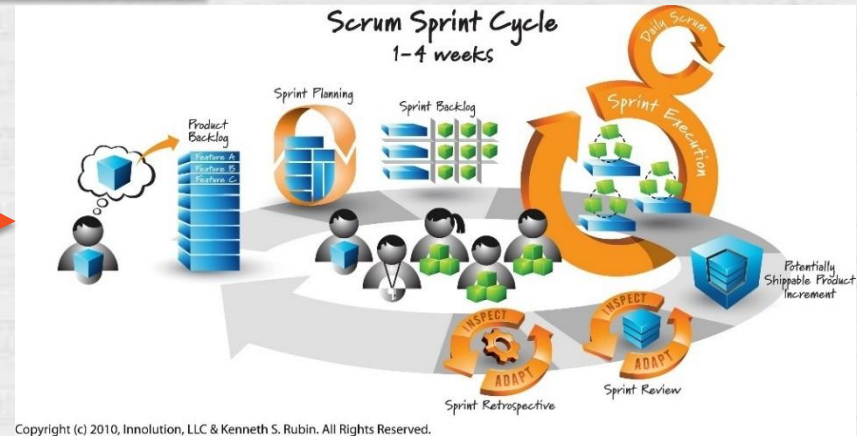 Scrum Sprint Cycle
1-4 weeks
Daily Scrum
Sprint Planning
Sprint Backlog
Sprint Execution
Product
Backlog
Feature A
Feature B
Feature C
Potentially
Shippable Product
Increment
INSPECT
ADAPT
INSPECT
ADAPT
Sprint Review
Sprint Retrospective
Copyright (c) 2010, Innolution, LLC & Kenneth S. Rubin. All Rights Reserved.